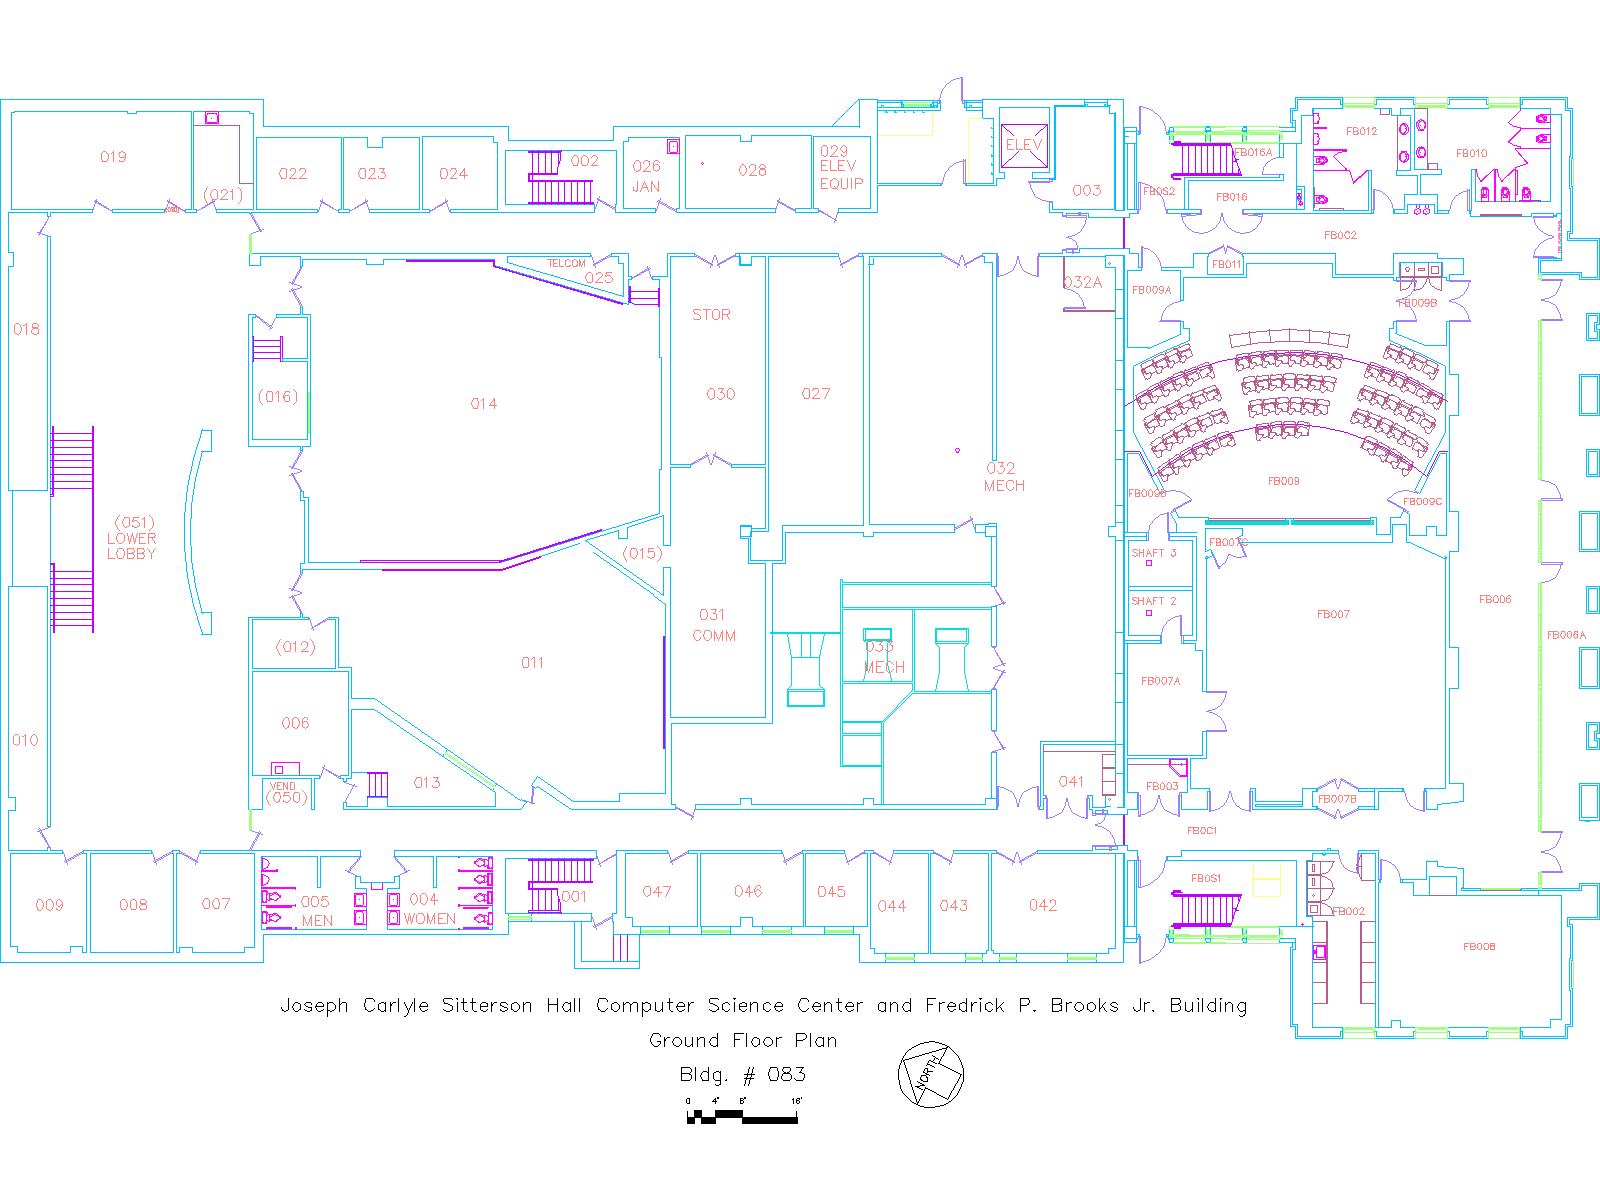 ELEV
FB012
FB010
019
029
ELEV
EQUIP
002
026
JAN
028
022
023
024
(021)
003
FB016A
FB0S2
FB016
FB0C2
TELCOM
025
032A
FB011
FB009A
FB009B
018
STOR
(016)
014
030
027
032
MECH
FB009
FB009C
(051)
LOWER
LOBBY
(015)
FB007C
SHAFT 3
SHAFT 2
FB007
FB006
FB006A
031
COMM
033
MECH
(012)
011
FB007A
006
010
013
VEND
(050)
041
FB003
FB007B
FB0C1
009
008
007
005
MEN
004
WOMEN
001
047
046
045
044
043
042
FB0S1
FB002
FB008
Joseph Carlyle Sitterson Hall Computer Science Center and Fredrick P. Brooks Jr. Building
Ground Floor Plan
Bldg. # 083
0 4' 8' 16'
NORTH